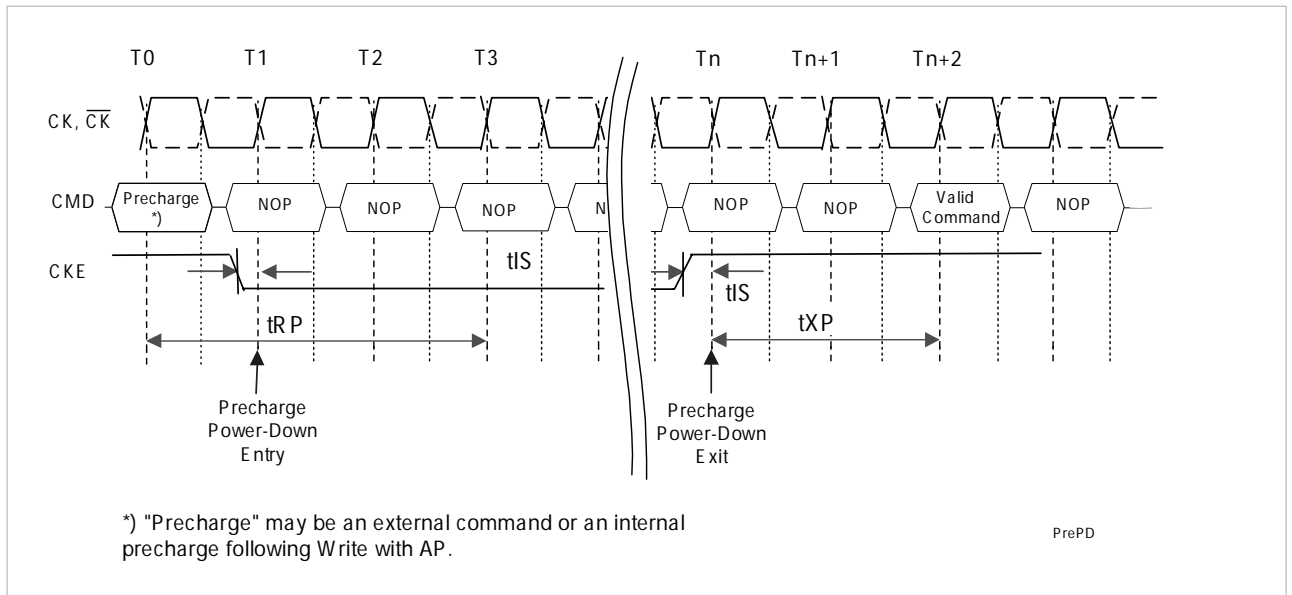 T0 T1 T2 T3 Tn Tn+1 Tn+2
CK, CK
CMD Precharge *) NOP NOP NOP N NOP NOP Valid Command NOP
CKE tIS tIS
tRP tXP
Precharge
Power-Down
Entry
Precharge
Power-Down
Exit
*) "Precharge" may be an external command or an internal
precharge following Write with AP.
PrePD